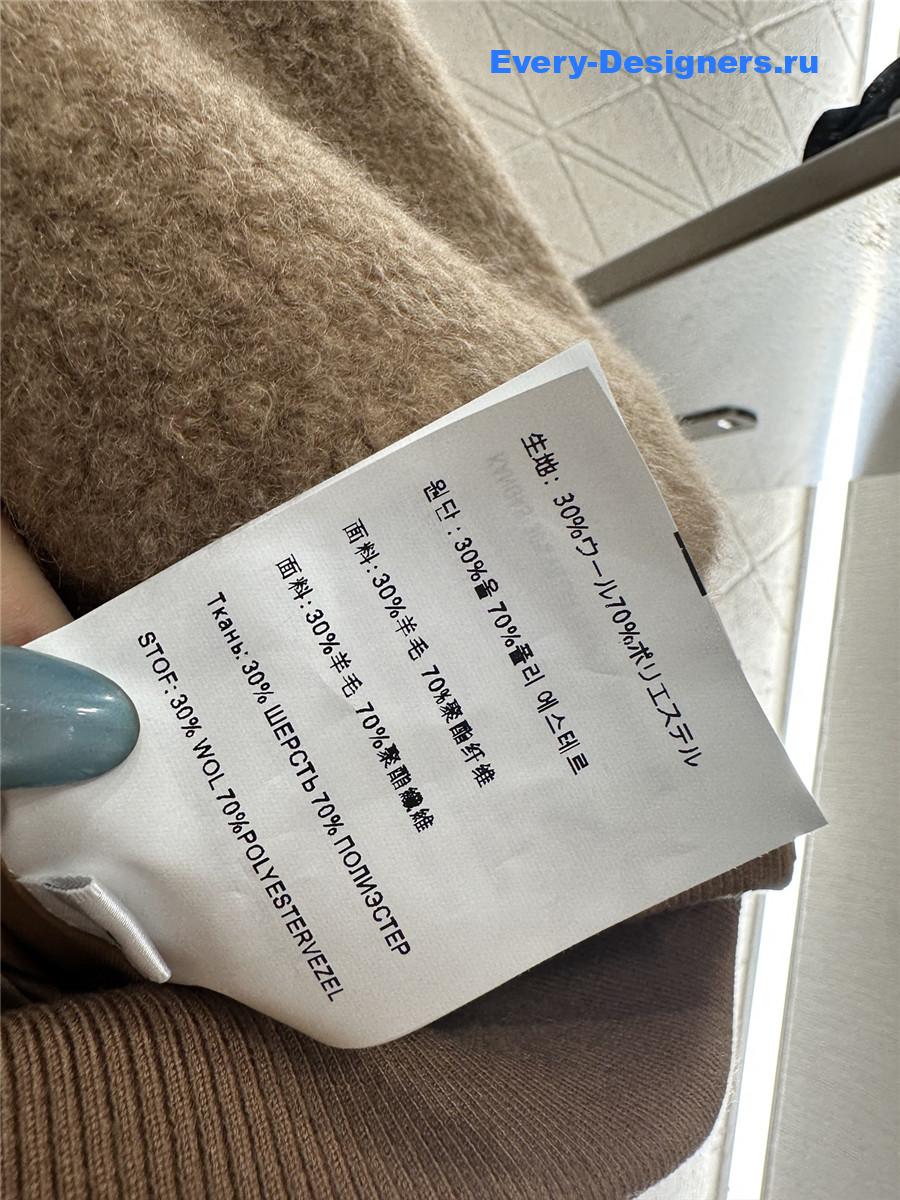 Every-Designers.ru
生地: 30%ウール70%ポリエステル
원단 : 30%울 70%폴리 에스테르
面料:30%羊毛 70%聚酯纤维
面料:30%羊毛 70%聚酯纖維
Ткань: 30% ШЕРСТЬ 70% ПОЛИЭСТЕР
STOF: 30% WOL 70%POLYESTERVEZEL